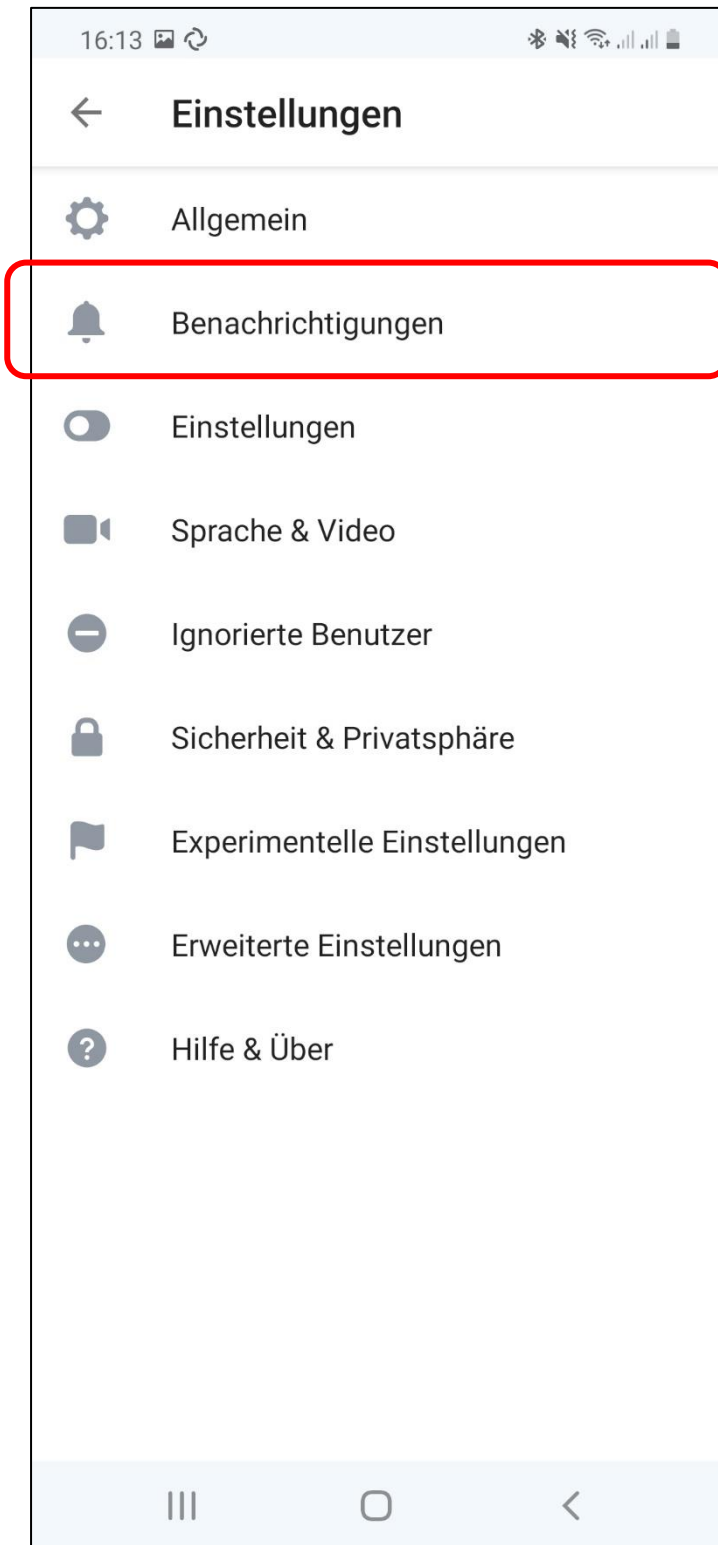 16:13
Einstellungen
Allgemein
Benachrichtigungen
Einstellungen
Sprache & Video
Ignorierte Benutzer
Sicherheit & Privatsphäre
Experimentelle Einstellungen
Erweiterte Einstellungen
Hilfe & Über